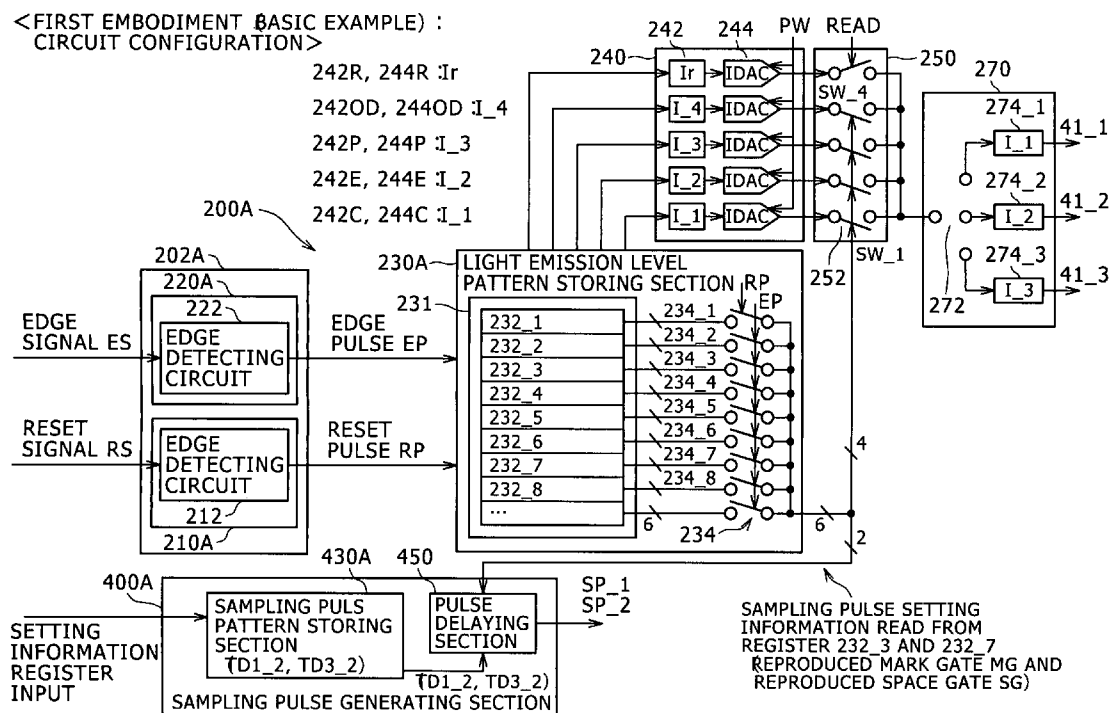 <FIRST EMBODIMENT (BASIC EXAMPLE) :
CIRCUIT CONFIGURATION>
242R, 244R :Ir
242OD, 244OD :I_4
242P, 244P :I_3
242E, 244E :I_2
242C, 244C :I_1
240
242
244
PW
READ
250
Ir
IDAC
I_4
IDAC
I_3
IDAC
I_2
IDAC
I_1
IDAC
SW_4
SW_1
252
270
274_1
I_1
41_1
274_2
I_2
41_2
274_3
I_3
41_3
272
200A
202A
220A
222
EDGE
DETECTING
CIRCUIT
EDGE
SIGNAL ES
EDGE
PULSE EP
RESET
SIGNAL RS
EDGE
DETECTING
CIRCUIT
212
210A
RESET
PULSE RP
230A
LIGHT EMISSION LEVEL
PATTERN STORING SECTION
231
RP
EP
232_1
232_2
232_3
232_4
232_5
232_6
232_7
232_8
...
234_1
234_2
234_3
234_4
234_5
234_6
234_7
234_8
6
234
6
4
2
400A
430A
450
SETTING
INFORMATION
REGISTER
INPUT
SAMPLING PULS
PATTERN STORING
SECTION
(TD1_2, TD3_2)
PULSE
DELAYING
SECTION
(TD1_2, TD3_2)
SAMPLING PULSE GENERATING SECTION
SP_1
SP_2
SAMPLING PULSE SETTING
INFORMATION READ FROM
REGISTER 232_3 AND 232_7
(REPRODUCED MARK GATE MG AND
REPRODUCED SPACE GATE SG)